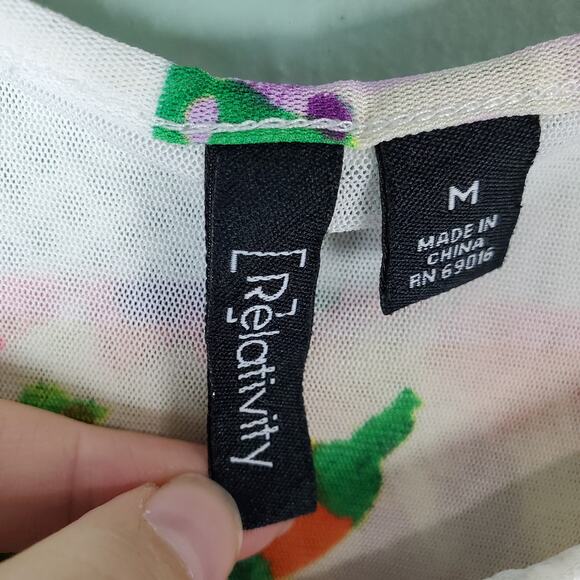 [Relativity
M
MADE IN
CHINA
RN 69016